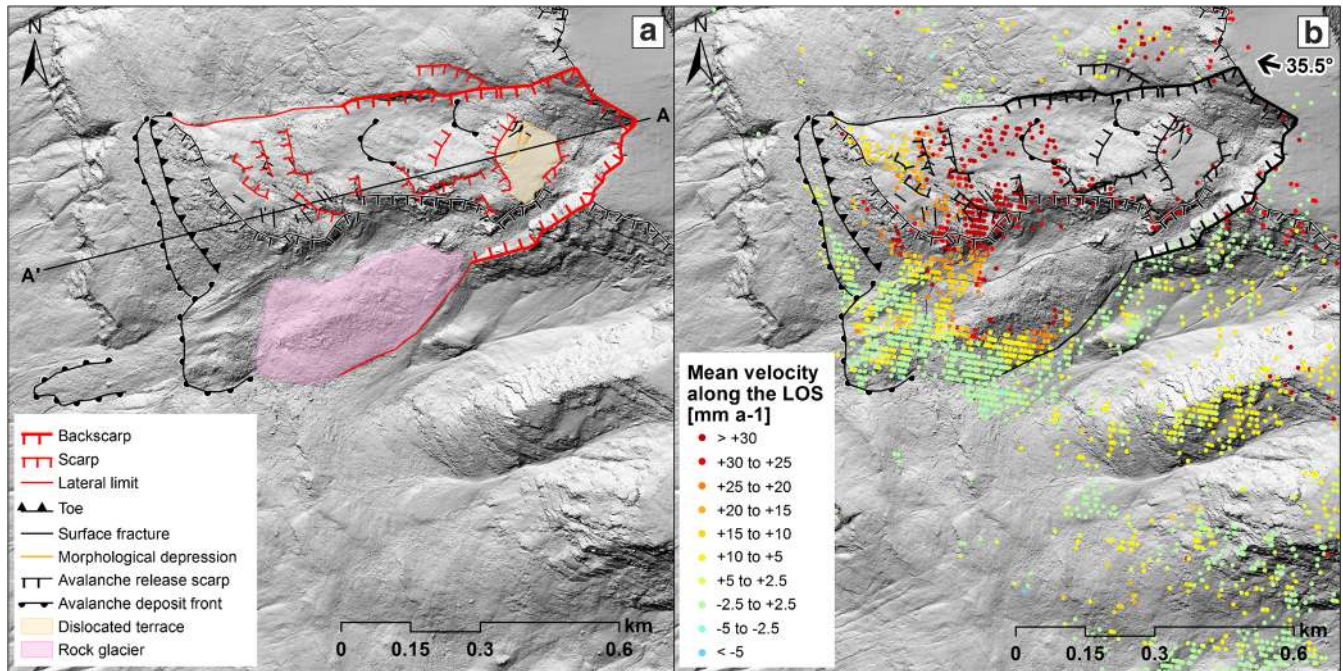 a
N
A
A'
Backscarp
Scarp
Lateral limit
Toe
Surface fracture
Morphological depression
Avalanche release scarp
Avalanche deposit front
Dislocated terrace
Rock glacier
km
0 0.15 0.3 0.6
b
N
35.5°
Mean velocity
along the LOS
[mm a-1]
> +30
+30 to +25
+25 to +20
+20 to +15
+15 to +10
+10 to +5
+5 to +2.5
-2.5 to +2.5
-5 to -2.5
< -5
km
0 0.15 0.3 0.6